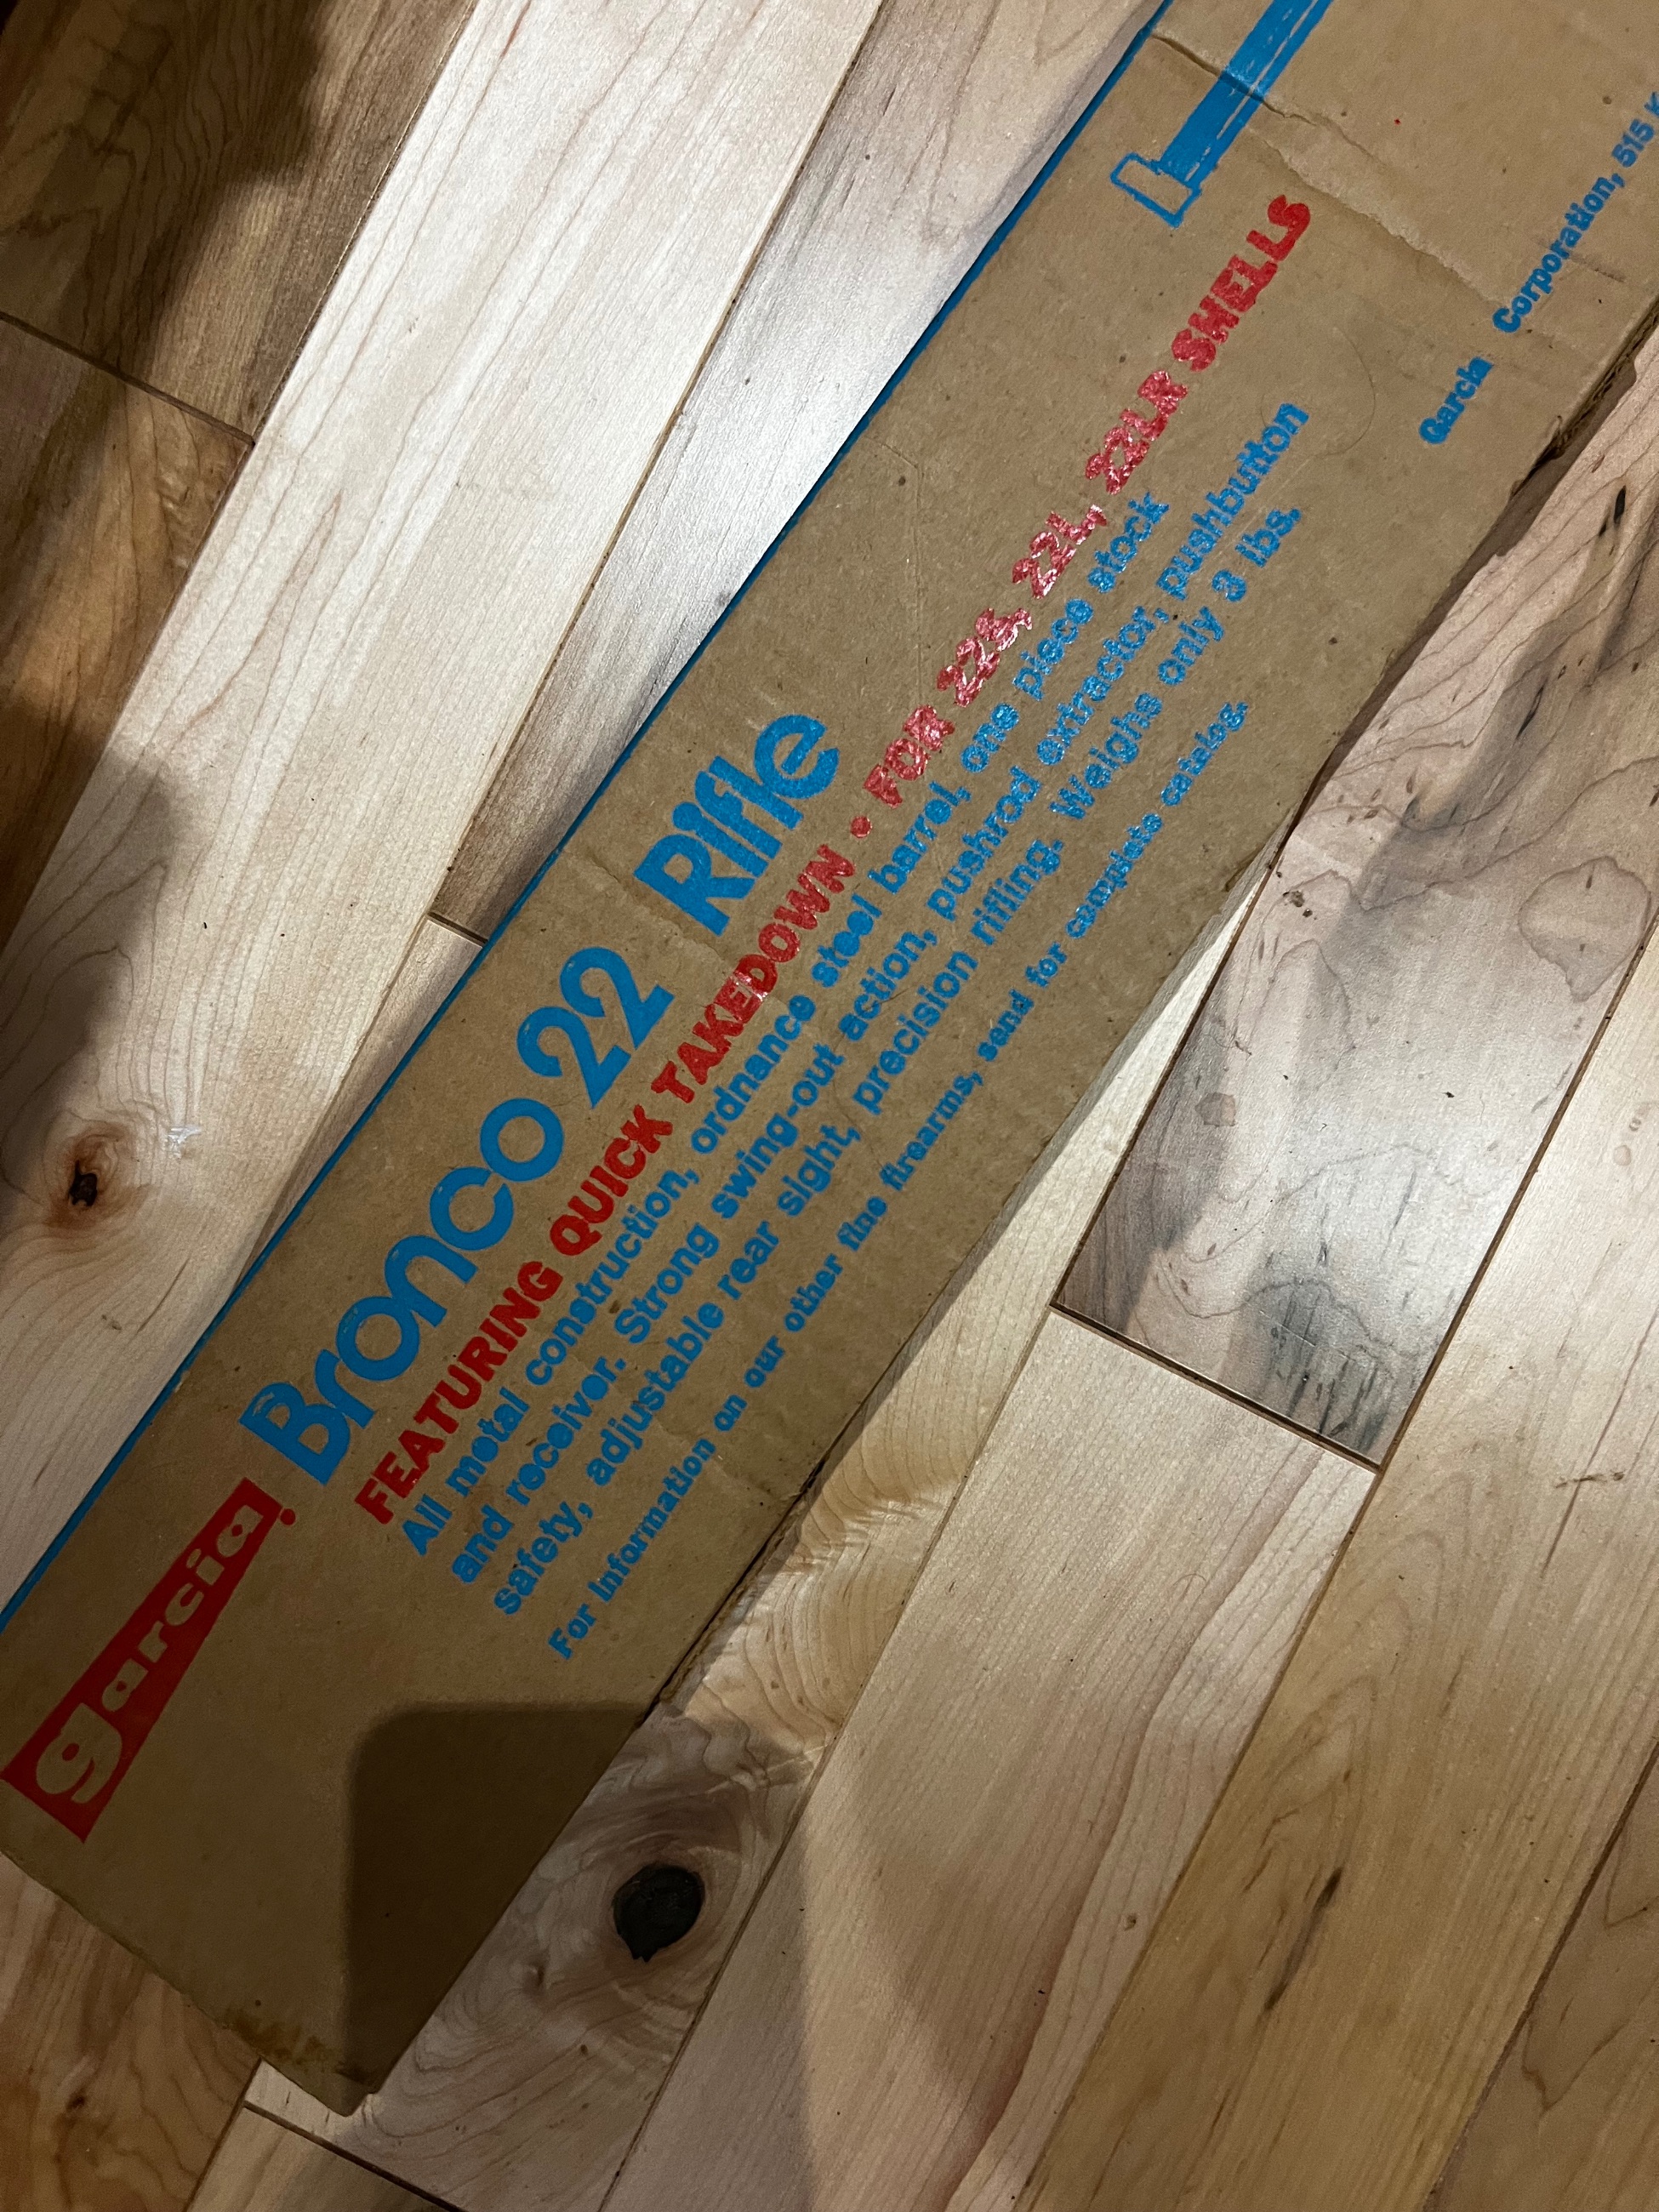 garcia
Bronco 22 Rifle
FEATURING QUICK TAKEDOWN • FOR 22S, 22L, 22LR SHELLS
All metal construction, ordnance steel barrel, one piece stock
and receiver. Strong swing-out action, pushrod extractor, pushbutton
safety, adjustable rear sight, precision rifling. Weighs only 3 lbs.
For information on our other fine firearms, send for complete catalog.
Garcia Corporation, 515